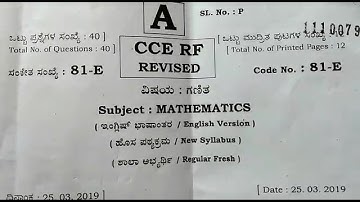 A
SL. No. : P
1110079
ಒಟ್ಟು ಪ್ರಶ್ನೆಗಳ ಸಂಖ್ಯೆ : 40 ]
Total No. of Questions : 40 ]
CCE RF
REVISED
[ ಒಟ್ಟು ಮುದ್ರಿತ ಪುಟಗಳ ಸಂಖ್ಯೆ
[ Total No. of Printed Pages : 12
ಸಂಕೇತ ಸಂಖ್ಯೆ : 81-E
Code No. : 81-E
ವಿಷಯ : ಗಣಿತ
Subject : MATHEMATICS
( ಇಂಗ್ಲಿಷ್ ಭಾಷಾಂತರ / English Version )
( ಹೊಸ ಪಠ್ಯಕ್ರಮ / New Syllabus )
( ಶಾಲಾ ಅಭ್ಯರ್ಥಿ / Regular Fresh )
ದಿನಾಂಕ : 25. 03. 2019 ]
[ Date : 25. 03. 2019